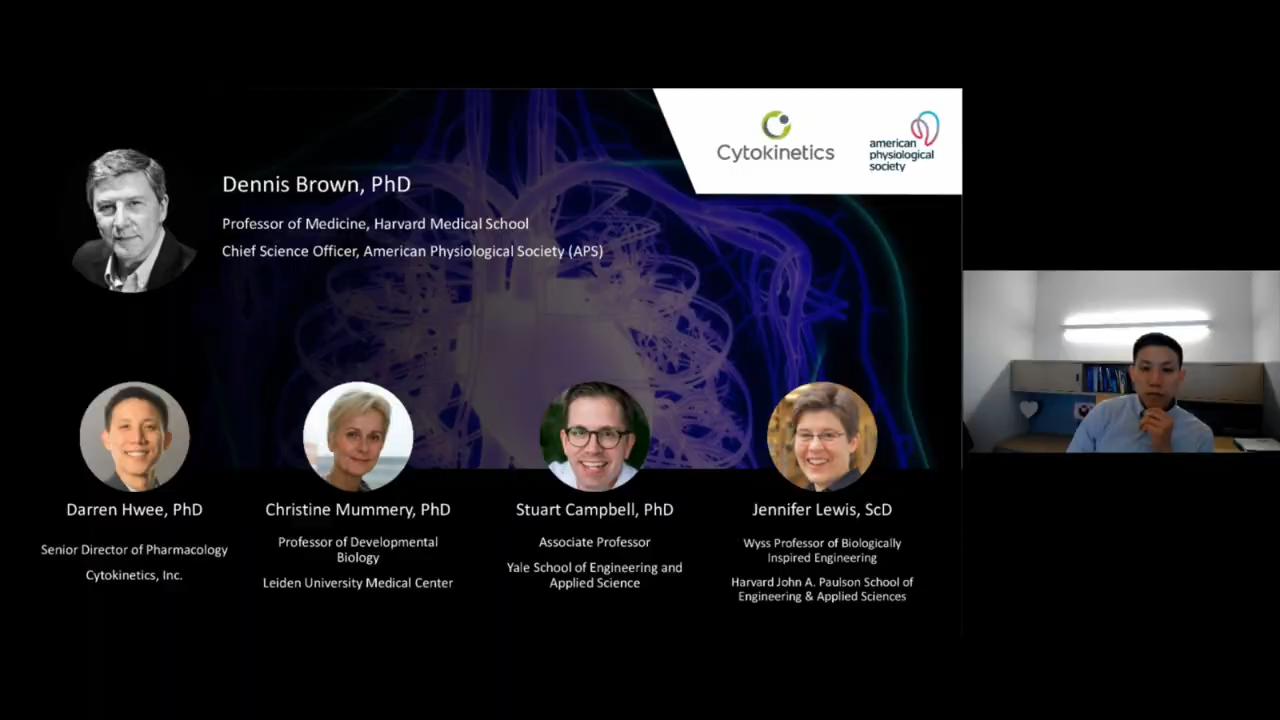 Cytokinetics
american
physiological
society
Dennis Brown, PhD
Professor of Medicine, Harvard Medical School
Chief Science Officer, American Physiological Society (APS)
Darren Hwee, PhD
Senior Director of Pharmacology
Cytokinetics, Inc.
Christine Mummery, PhD
Professor of Developmental
Biology
Leiden University Medical Center
Stuart Campbell, PhD
Associate Professor
Yale School of Engineering and
Applied Science
Jennifer Lewis, ScD
Wyss Professor of Biologically
Inspired Engineering
Harvard John A. Paulson School of
Engineering & Applied Sciences